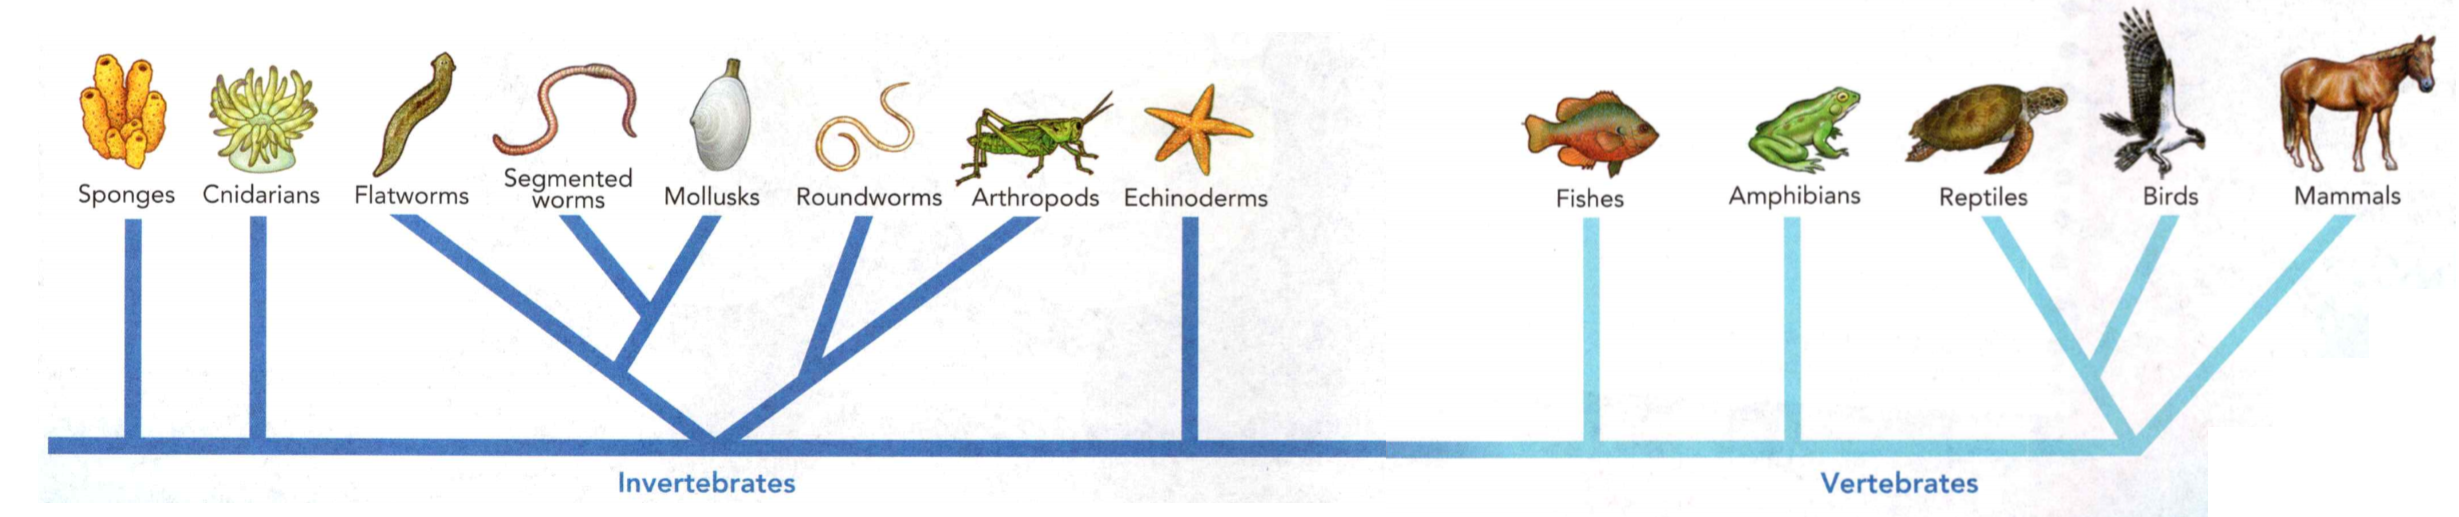 Sponges
Cnidarians
Flatworms
Segmented
worms
Mollusks
Roundworms
Arthropods
Echinoderms
Fishes
Amphibians
Reptiles
Birds
Mammals
Invertebrates
Vertebrates